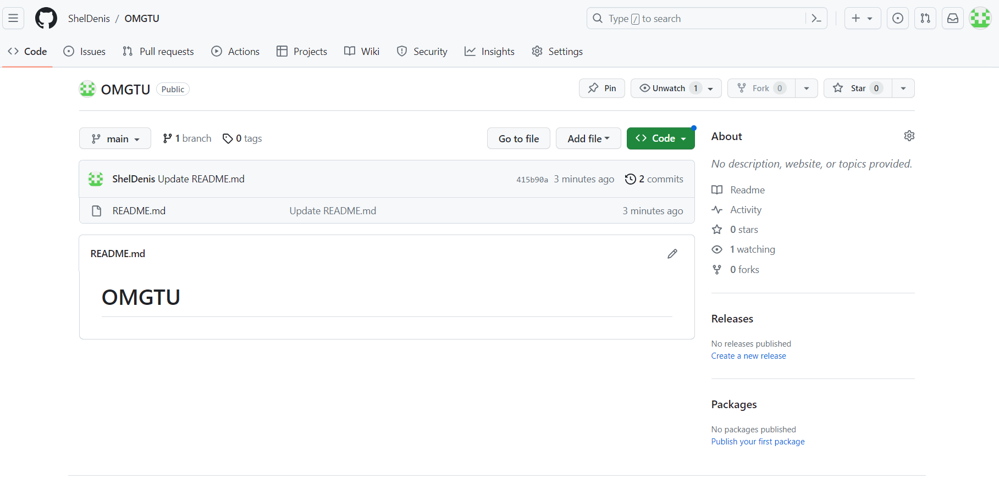 ShelDenis / OMGTU
Type / to search
Code Issues Pull requests Actions Projects Wiki Security Insights Settings
OMGTU Public
Pin Unwatch 1 Fork 0 Star 0
main 1 branch 0 tags
Go to file Add file Code
ShelDenis Update README.md 415b90a 3 minutes ago 2 commits
README.md Update README.md 3 minutes ago
README.md
OMGTU
About
No description, website, or topics provided.
Readme
Activity
0 stars
1 watching
0 forks
Releases
No releases published
Create a new release
Packages
No packages published
Publish your first package